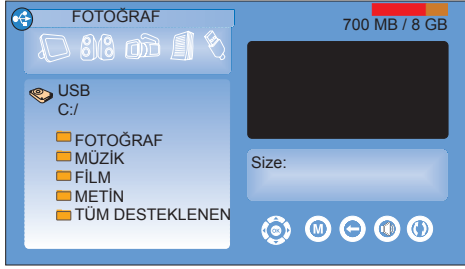 FOTOĞRAF
700 MB / 8 GB
USB
C:/
FOTOĞRAF
MÜZİK
FİLM
METİN
TÜM DESTEKLENEN
Size:
OK
M